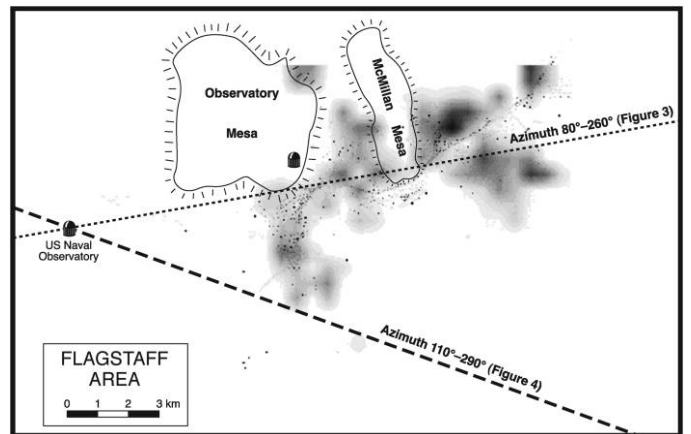 Observatory
Mesa
McMillan
Mesa
Azimuth 80°–260° (Figure 3)
US Naval
Observatory
Azimuth 110°–290° (Figure 4)
FLAGSTAFF
AREA
0 1 2 3 km